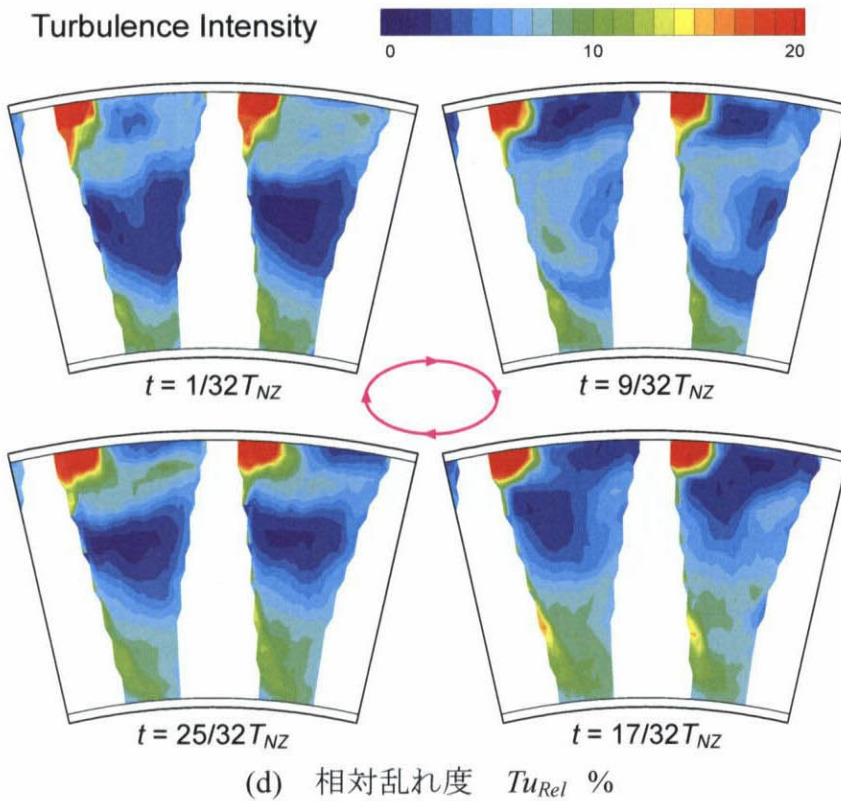 Turbulence Intensity
0 10 20
t = 1/32T_NZ
t = 9/32T_NZ
t = 25/32T_NZ
t = 17/32T_NZ
(d) 相対乱れ度 Tu_Rel %